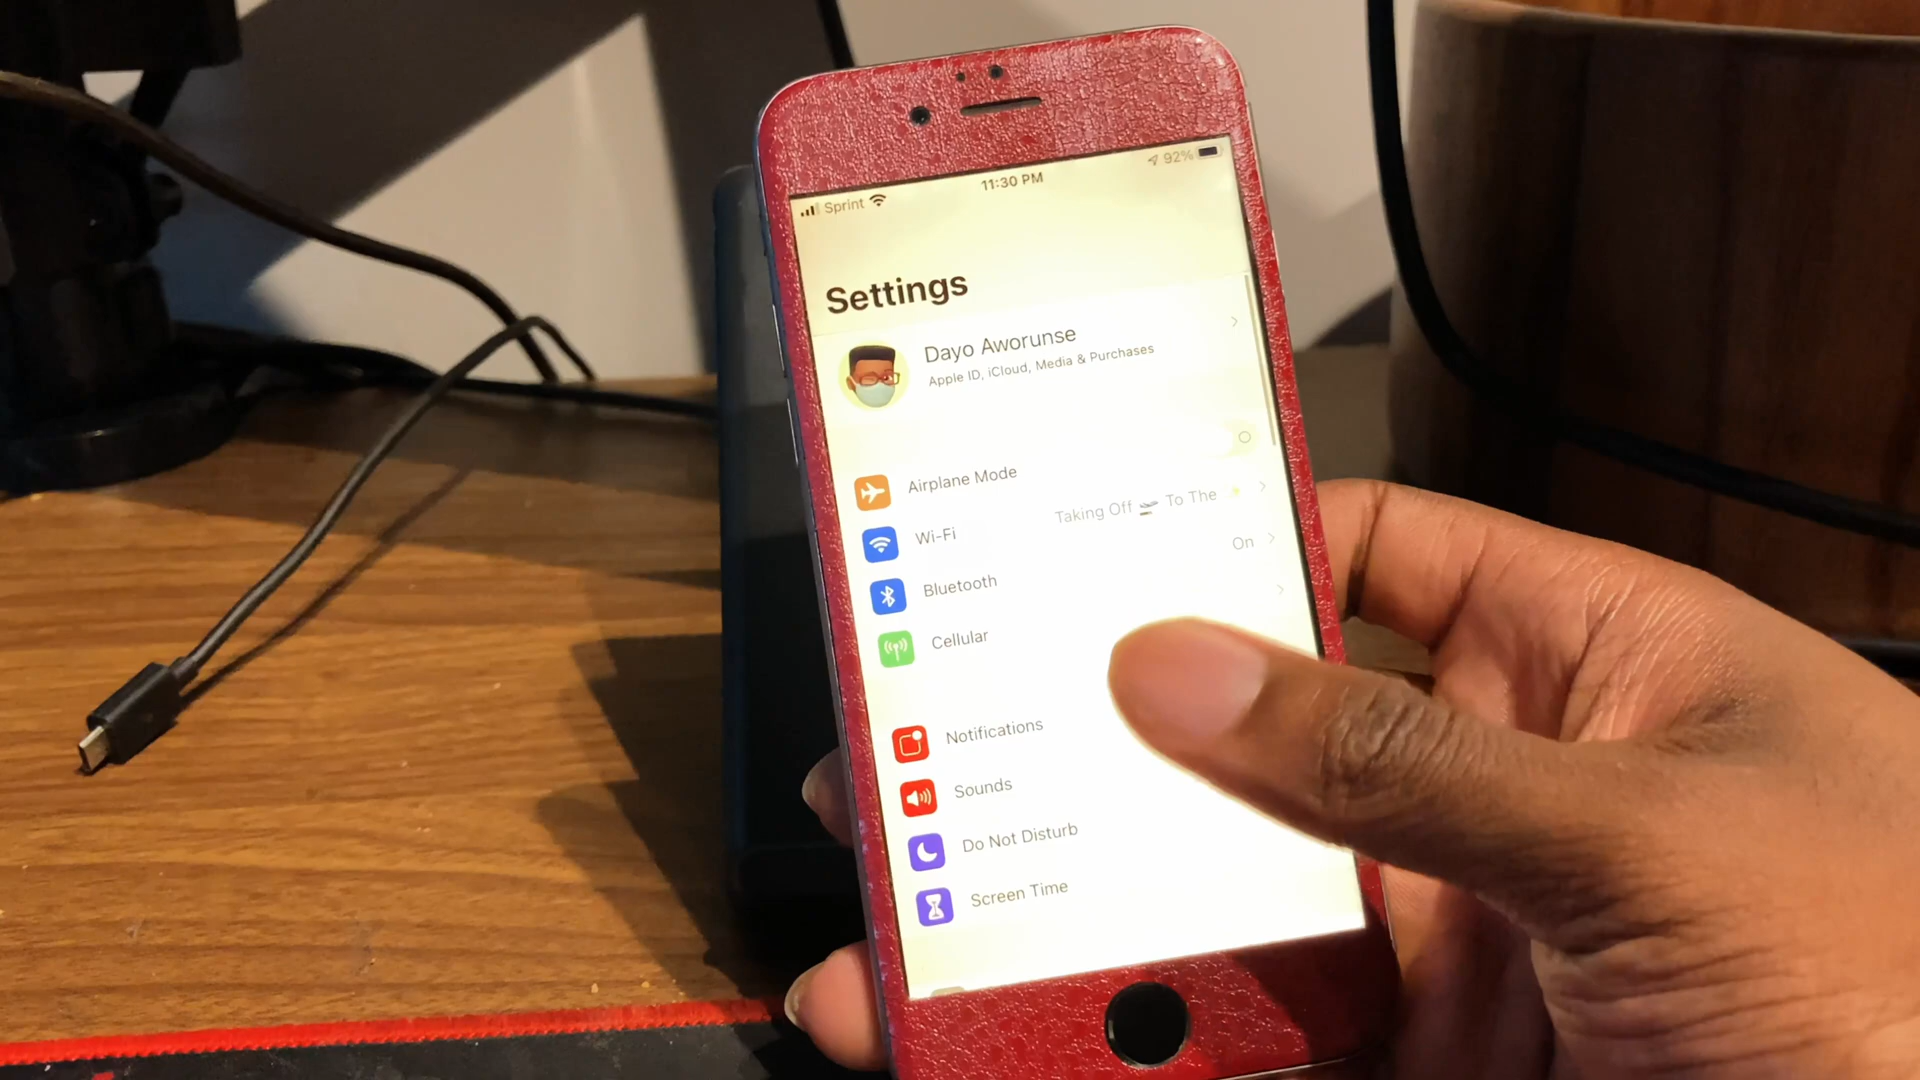 Sprint
11:30 PM
92%
Settings
Dayo Aworunse
Apple ID, iCloud, Media & Purchases
Airplane Mode
Wi-Fi
Taking Off 🛫 To The ✨
Bluetooth
On
Cellular
Notifications
Sounds
Do Not Disturb
Screen Time